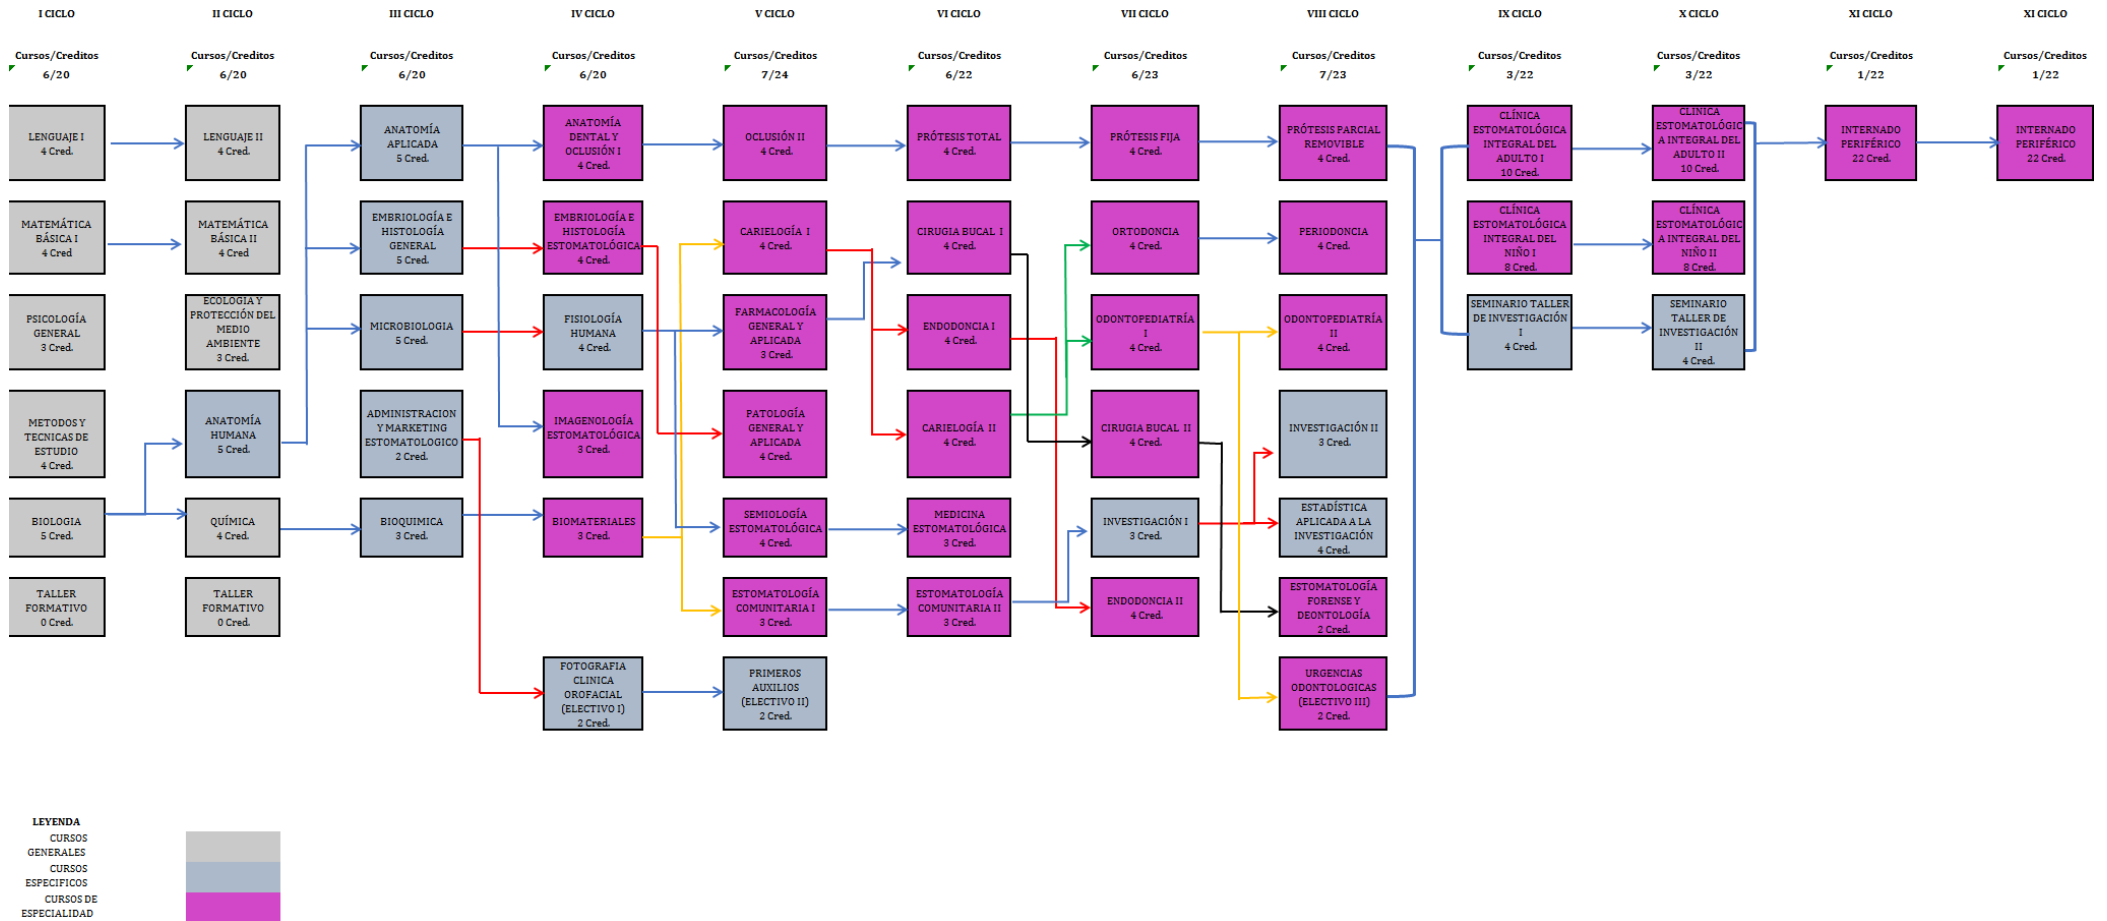 I CICLO
II CICLO
III CICLO
IV CICLO
V CICLO
VI CICLO
VII CICLO
VIII CICLO
IX CICLO
X CICLO
XI CICLO
XI CICLO
Cursos/Creditos
Cursos/Creditos
Cursos/Creditos
Cursos/Creditos
Cursos/Creditos
Cursos/Creditos
Cursos/Creditos
Cursos/Creditos
Cursos/Creditos
Cursos/Creditos
Cursos/Creditos
Cursos/Creditos
6/20
6/20
6/20
6/20
7/24
6/22
6/23
7/23
3/22
3/22
1/22
1/22
LENGUAJE I
4 Cred.
LENGUAJE II
4 Cred.
ANATOMÍA
APLICADA
5 Cred.
ANATOMÍA
DENTAL Y
OCLUSIÓN I
4 Cred.
OCLUSIÓN II
4 Cred.
PRÓTESIS TOTAL
4 Cred.
PRÓTESIS FIJA
4 Cred.
PRÓTESIS PARCIAL
REMOVIBLE
4 Cred.
CLÍNICA
ESTOMATOLÓGICA
INTEGRAL DEL
ADULTO I
10 Cred.
CLINICA
ESTOMATOLÓGIC
A INTEGRAL DEL
ADULTO II
10 Cred.
INTERNADO
PERIFÉRICO
22 Cred.
INTERNADO
PERIFÉRICO
22 Cred.
MATEMÁTICA
BÁSICA I
4 Cred
MATEMÁTICA
BÁSICA II
4 Cred
EMBRIOLOGÍA E
HISTOLOGÍA
GENERAL
5 Cred.
EMBRIOLOGÍA E
HISTOLOGÍA
ESTOMATOLÓGICA
4 Cred.
CARIELOGÍA I
4 Cred.
CIRUGIA BUCAL I
4 Cred.
ORTODONCIA
4 Cred.
PERIODONCIA
4 Cred.
CLÍNICA
ESTOMATOLÓGICA
INTEGRAL DEL
NIÑO I
8 Cred.
CLÍNICA
ESTOMATOLÓGIC
A INTEGRAL DEL
NIÑO II
8 Cred.
PSICOLOGÍA
GENERAL
3 Cred.
ECOLOGIA Y
PROTECCIÓN DEL
MEDIO
AMBIENTE
3 Cred.
MICROBIOLOGIA
5 Cred.
FISIOLOGÍA
HUMANA
4 Cred.
FARMACOLOGÍA
GENERAL Y
APLICADA
3 Cred.
ENDODONCIA I
4 Cred.
ODONTOPEDIATRÍA
I
4 Cred.
ODONTOPEDIATRÍA
II
4 Cred.
SEMINARIO TALLER
DE INVESTIGACIÓN
I
4 Cred.
SEMINARIO
TALLER DE
INVESTIGACIÓN
II
4 Cred.
METODOS Y
TECNICAS DE
ESTUDIO
4 Cred.
ANATOMÍA
HUMANA
5 Cred.
ADMINISTRACION
Y MARKETING
ESTOMATOLOGICO
2 Cred.
IMAGENOLOGÍA
ESTOMATOLÓGICA
3 Cred.
PATOLOGÍA
GENERAL Y
APLICADA
4 Cred.
CARIELOGÍA II
4 Cred.
CIRUGIA BUCAL II
4 Cred.
INVESTIGACIÓN II
3 Cred.
BIOLOGIA
5 Cred.
QUÍMICA
4 Cred.
BIOQUIMICA
3 Cred.
BIOMATERIALES
3 Cred.
SEMIOLOGÍA
ESTOMATOLÓGICA
4 Cred.
MEDICINA
ESTOMATOLÓGICA
3 Cred.
INVESTIGACIÓN I
3 Cred.
ESTADÍSTICA
APLICADA A LA
INVESTIGACIÓN
4 Cred.
TALLER
FORMATIVO
0 Cred.
TALLER
FORMATIVO
0 Cred.
ESTOMATOLOGÍA
COMUNITARIA I
3 Cred.
ESTOMATOLOGÍA
COMUNITARIA II
3 Cred.
ENDODONCIA II
4 Cred.
ESTOMATOLOGÍA
FORENSE Y
DEONTOLOGÍA
2 Cred.
FOTOGRAFIA
CLINICA
OROFACIAL
(ELECTIVO I)
2 Cred.
PRIMEROS
AUXILIOS
(ELECTIVO II)
2 Cred.
URGENCIAS
ODONTOLOGICAS
(ELECTIVO III)
2 Cred.
LEYENDA
CURSOS
GENERALES
CURSOS
ESPECIFICOS
CURSOS DE
ESPECIALIDAD